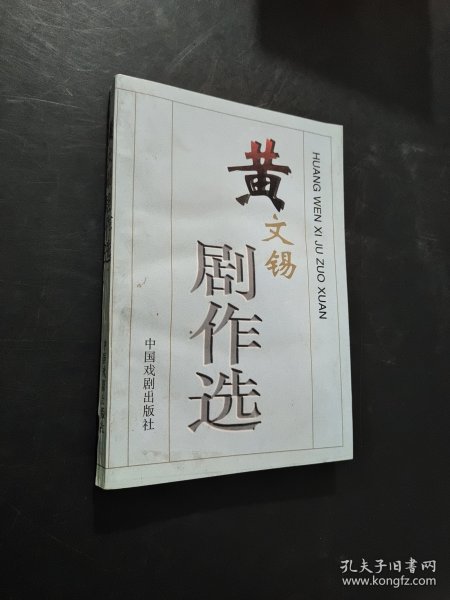 黄文锡
剧作选
HUANG WEN XI JU ZUO XUAN
中国戏剧出版社
孔夫子旧书网
www.kongfz.com